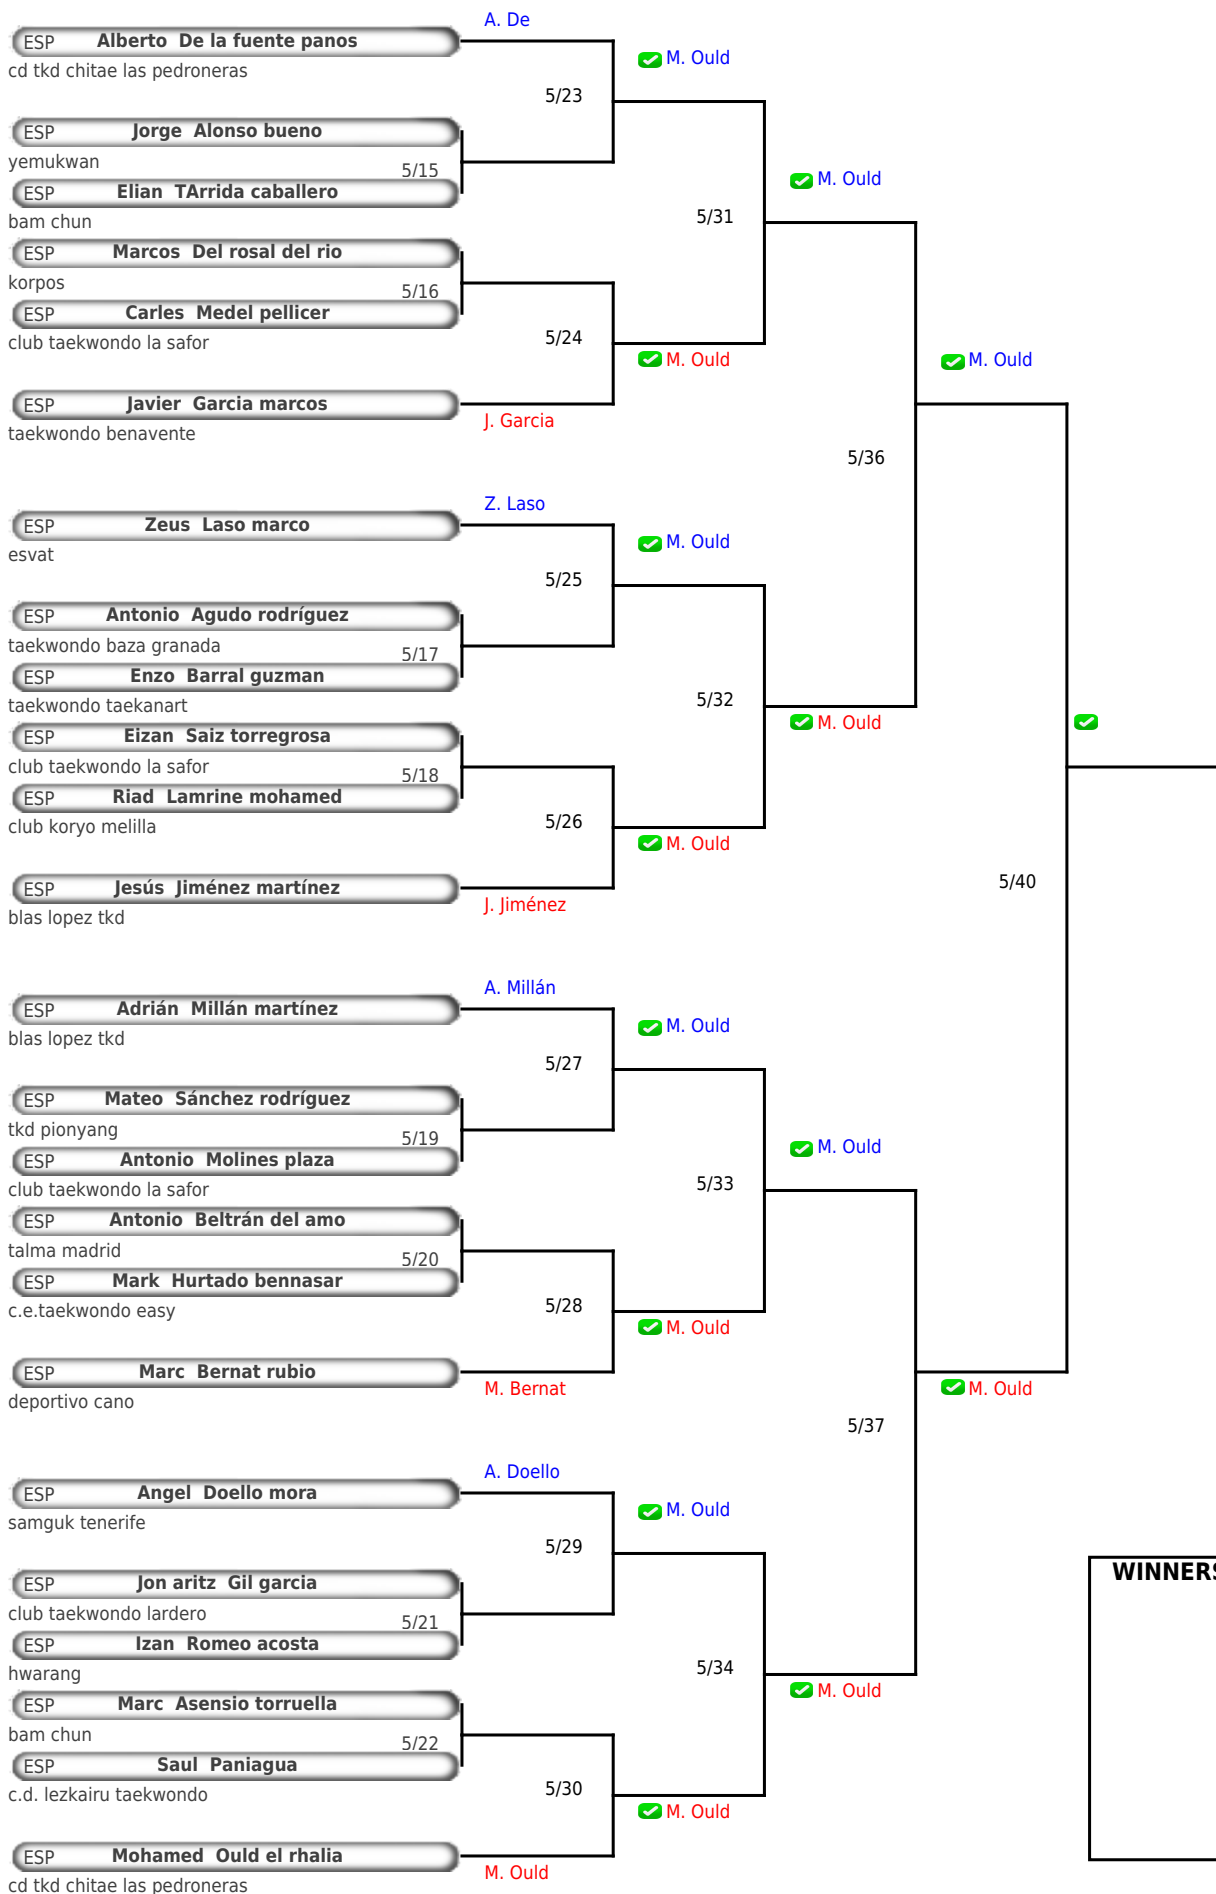 A. De
ESP Alberto De la fuente panos
M. Ould
cd tkd chitae las pedroneras
5/23
ESP Jorge Alonso bueno
yemukwan
5/15
M. Ould
ESP Elian TArrida caballero
bam chun
5/31
ESP Marcos Del rosal del rio
korpos
5/16
ESP Carles Medel pellicer
club taekwondo la safor
5/24
M. Ould
M. Ould
ESP Javier Garcia marcos
J. Garcia
taekwondo benavente
5/36
Z. Laso
ESP Zeus Laso marco
M. Ould
esvat
5/25
ESP Antonio Agudo rodríguez
taekwondo baza granada
5/17
ESP Enzo Barral guzman
taekwondo taekanart
5/32
M. Ould
ESP Eizan Saiz torregrosa
club taekwondo la safor
5/18
ESP Riad Lamrine mohamed
club koryo melilla
5/26
M. Ould
5/40
ESP Jesús Jiménez martínez
J. Jiménez
blas lopez tkd
A. Millán
ESP Adrián Millán martínez
M. Ould
blas lopez tkd
5/27
ESP Mateo Sánchez rodríguez
tkd pionyang
5/19
M. Ould
ESP Antonio Molines plaza
club taekwondo la safor
5/33
ESP Antonio Beltrán del amo
talma madrid
5/20
ESP Mark Hurtado bennasar
c.e.taekwondo easy
5/28
M. Ould
ESP Marc Bernat rubio
M. Bernat
M. Ould
deportivo cano
5/37
A. Doello
ESP Angel Doello mora
M. Ould
samguk tenerife
5/29
WINNERS
ESP Jon aritz Gil garcia
club taekwondo lardero
5/21
ESP Izan Romeo acosta
hwarang
5/34
M. Ould
ESP Marc Asensio torruella
bam chun
5/22
ESP Saul Paniagua
c.d. lezkairu taekwondo
5/30
M. Ould
ESP Mohamed Ould el rhalia
M. Ould
cd tkd chitae las pedroneras